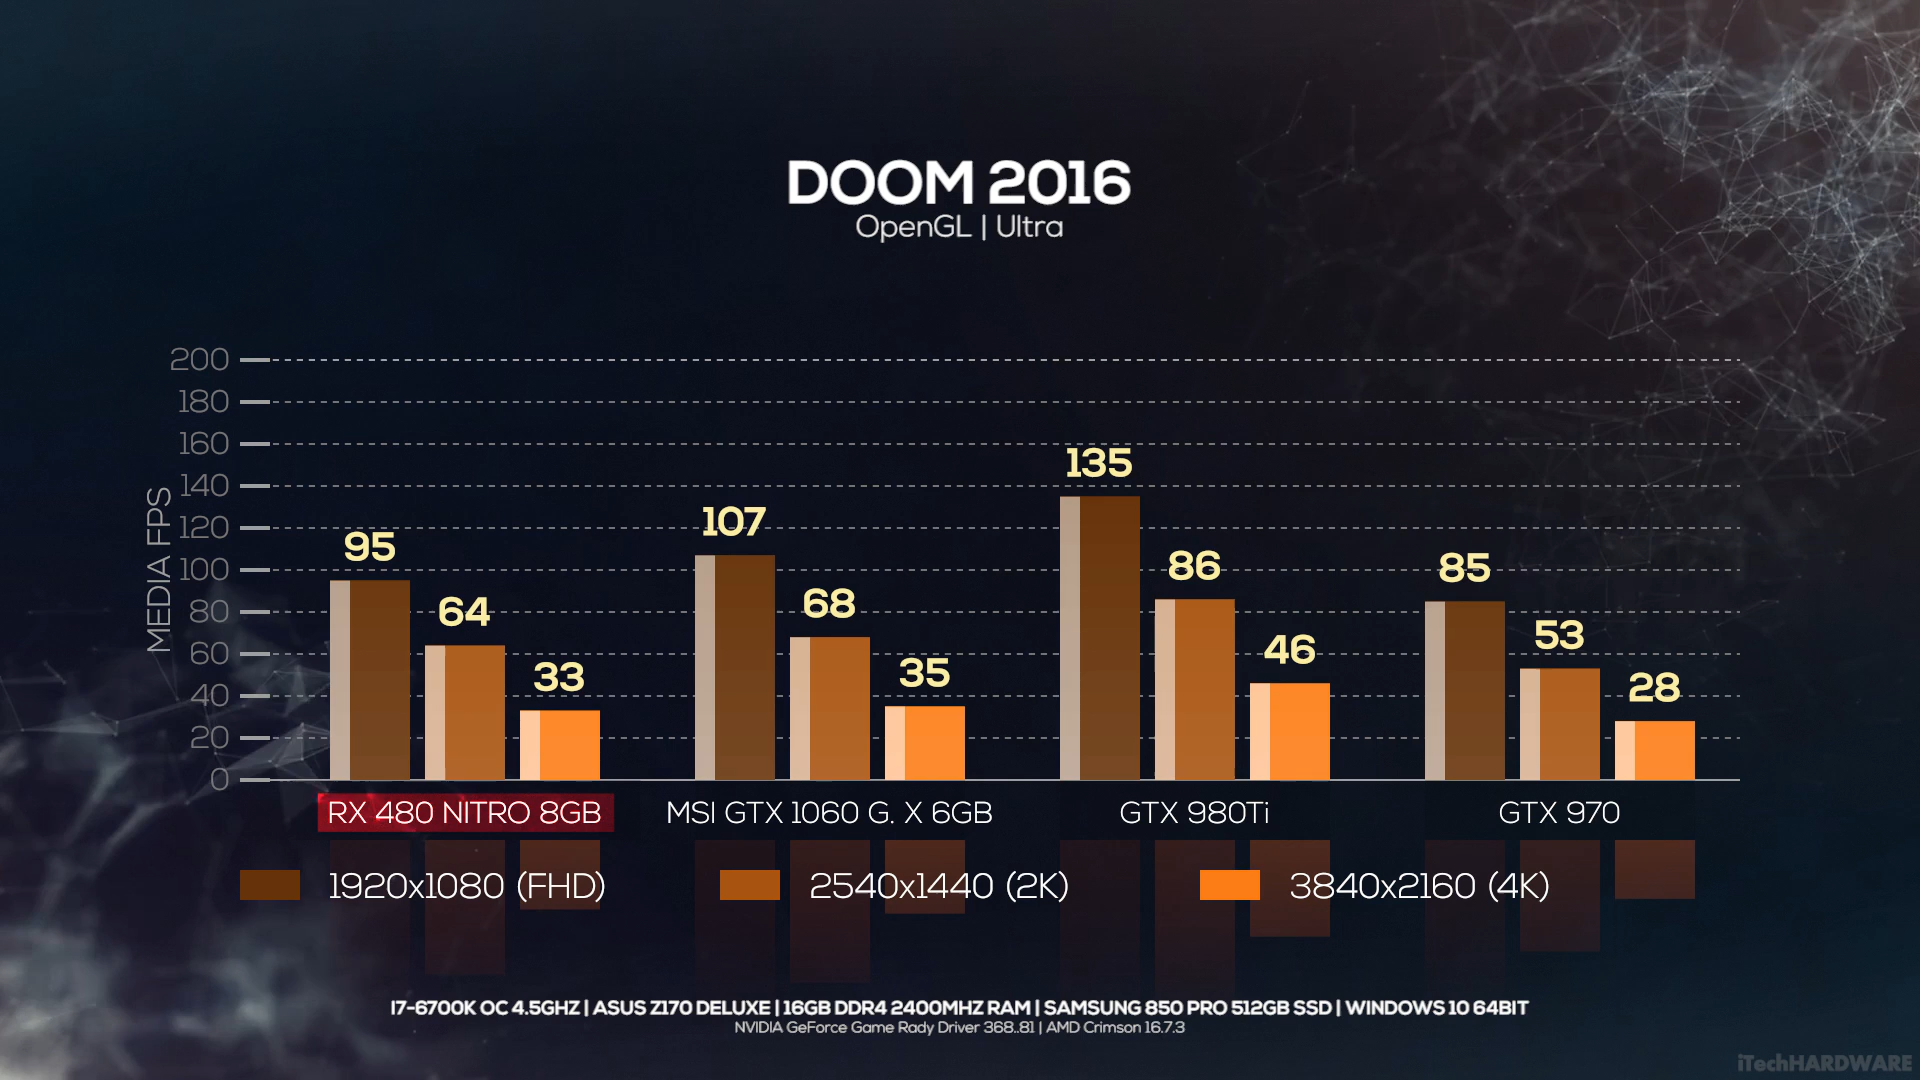 DOOM 2016
OpenGL | Ultra
MEDIA FPS
200
180
160
140
120
100
80
60
40
20
0
95
64
33
107
68
35
135
86
46
85
53
28
RX 480 NITRO 8GB
MSI GTX 1060 G. X 6GB
GTX 980Ti
GTX 970
1920x1080 (FHD)
2540x1440 (2K)
3840x2160 (4K)
I7-6700K OC 4.5GHZ | ASUS Z170 DELUXE | 16GB DDR4 2400MHZ RAM | SAMSUNG 850 PRO 512GB SSD | WINDOWS 10 64BIT
NVIDIA GeForce Game Rady Driver 368..81 | AMD Crimson 16.7.3
iTechHARDWARE